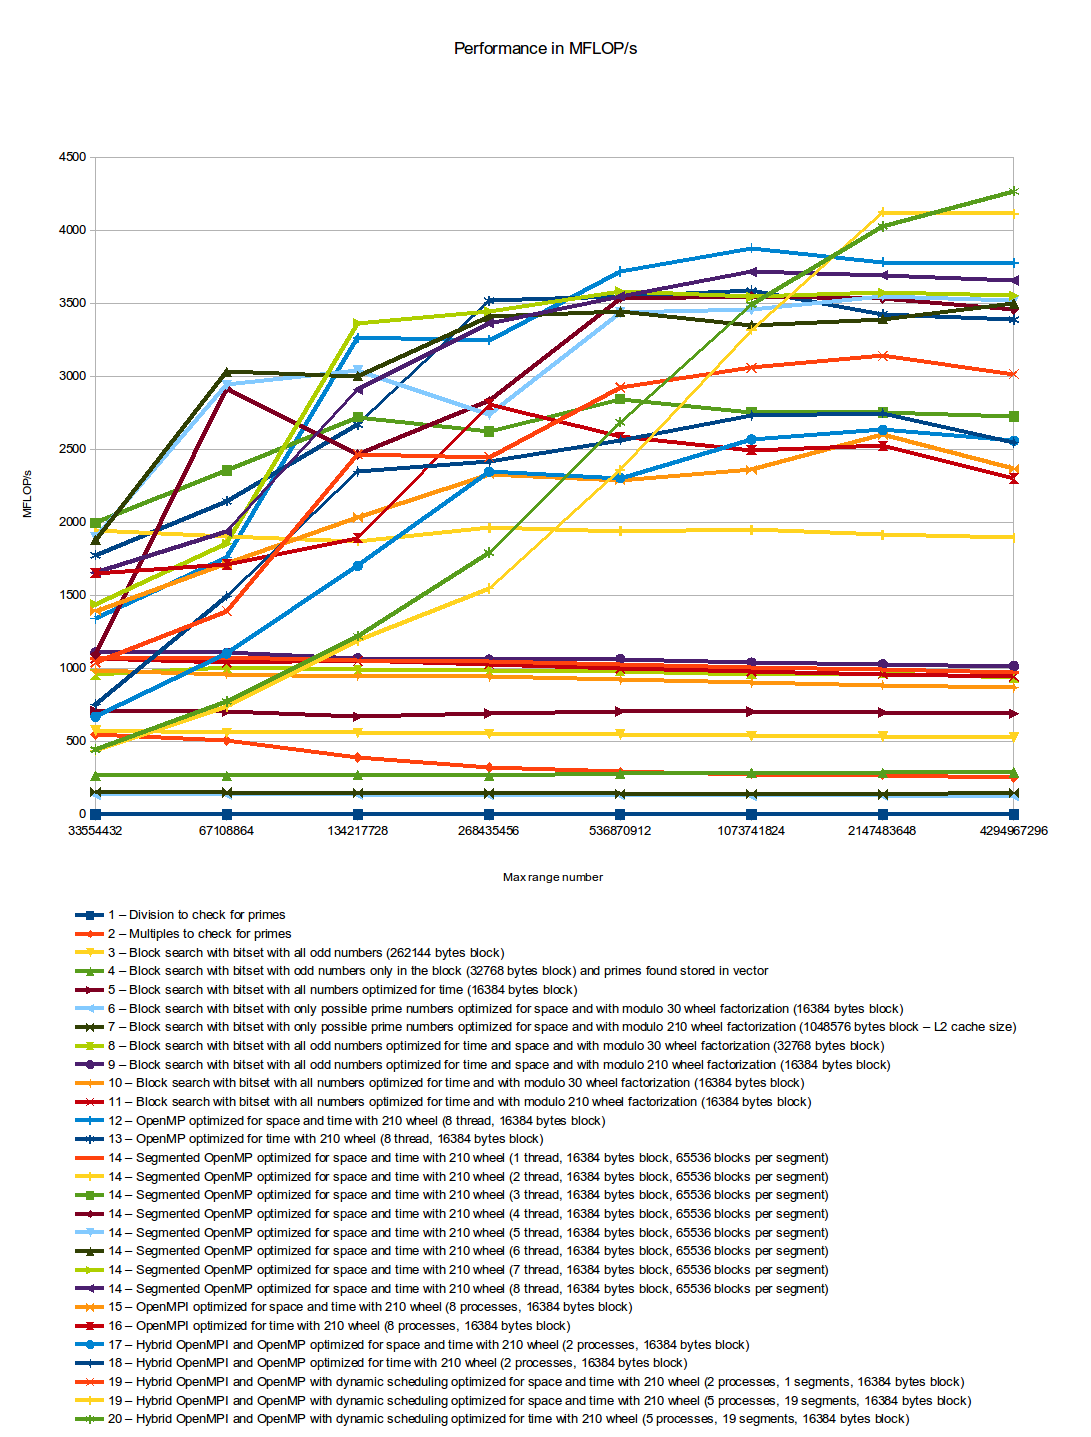 Performance in MFLOP/s
4500
4000
3500
3000
2500
2000
1500
1000
500
0
MFLOP/s
33554432 67108864 134217728 268435456 536870912 1073741824 2147483648 4294967296
Max range number
1 – Division to check for primes
2 – Multiples to check for primes
3 – Block search with bitset with all odd numbers (262144 bytes block)
4 – Block search with bitset with odd numbers only in the block (32768 bytes block) and primes found stored in vector
5 – Block search with bitset with all numbers optimized for time (16384 bytes block)
6 – Block search with bitset with only possible prime numbers optimized for space and with modulo 30 wheel factorization (16384 bytes block)
7 – Block search with bitset with only possible prime numbers optimized for space and with modulo 210 wheel factorization (1048576 bytes block – L2 cache size)
8 – Block search with bitset with all odd numbers optimized for time and space and with modulo 30 wheel factorization (32768 bytes block)
9 – Block search with bitset with all odd numbers optimized for time and space and with modulo 210 wheel factorization (16384 bytes block)
10 – Block search with bitset with all numbers optimized for time and with modulo 30 wheel factorization (16384 bytes block)
11 – Block search with bitset with all numbers optimized for time and with modulo 210 wheel factorization (16384 bytes block)
12 – OpenMP optimized for space and time with 210 wheel (8 thread, 16384 bytes block)
13 – OpenMP optimized for time with 210 wheel (8 thread, 16384 bytes block)
14 – Segmented OpenMP optimized for space and time with 210 wheel (1 thread, 16384 bytes block, 65536 blocks per segment)
14 – Segmented OpenMP optimized for space and time with 210 wheel (2 thread, 16384 bytes block, 65536 blocks per segment)
14 – Segmented OpenMP optimized for space and time with 210 wheel (3 thread, 16384 bytes block, 65536 blocks per segment)
14 – Segmented OpenMP optimized for space and time with 210 wheel (4 thread, 16384 bytes block, 65536 blocks per segment)
14 – Segmented OpenMP optimized for space and time with 210 wheel (5 thread, 16384 bytes block, 65536 blocks per segment)
14 – Segmented OpenMP optimized for space and time with 210 wheel (6 thread, 16384 bytes block, 65536 blocks per segment)
14 – Segmented OpenMP optimized for space and time with 210 wheel (7 thread, 16384 bytes block, 65536 blocks per segment)
14 – Segmented OpenMP optimized for space and time with 210 wheel (8 thread, 16384 bytes block, 65536 blocks per segment)
15 – OpenMPI optimized for space and time with 210 wheel (8 processes, 16384 bytes block)
16 – OpenMPI optimized for time with 210 wheel (8 processes, 16384 bytes block)
17 – Hybrid OpenMPI and OpenMP optimized for space and time with 210 wheel (2 processes, 16384 bytes block)
18 – Hybrid OpenMPI and OpenMP optimized for time with 210 wheel (2 processes, 16384 bytes block)
19 – Hybrid OpenMPI and OpenMP with dynamic scheduling optimized for space and time with 210 wheel (2 processes, 1 segments, 16384 bytes block)
19 – Hybrid OpenMPI and OpenMP with dynamic scheduling optimized for space and time with 210 wheel (5 processes, 19 segments, 16384 bytes block)
20 – Hybrid OpenMPI and OpenMP with dynamic scheduling optimized for time with 210 wheel (5 processes, 19 segments, 16384 bytes block)